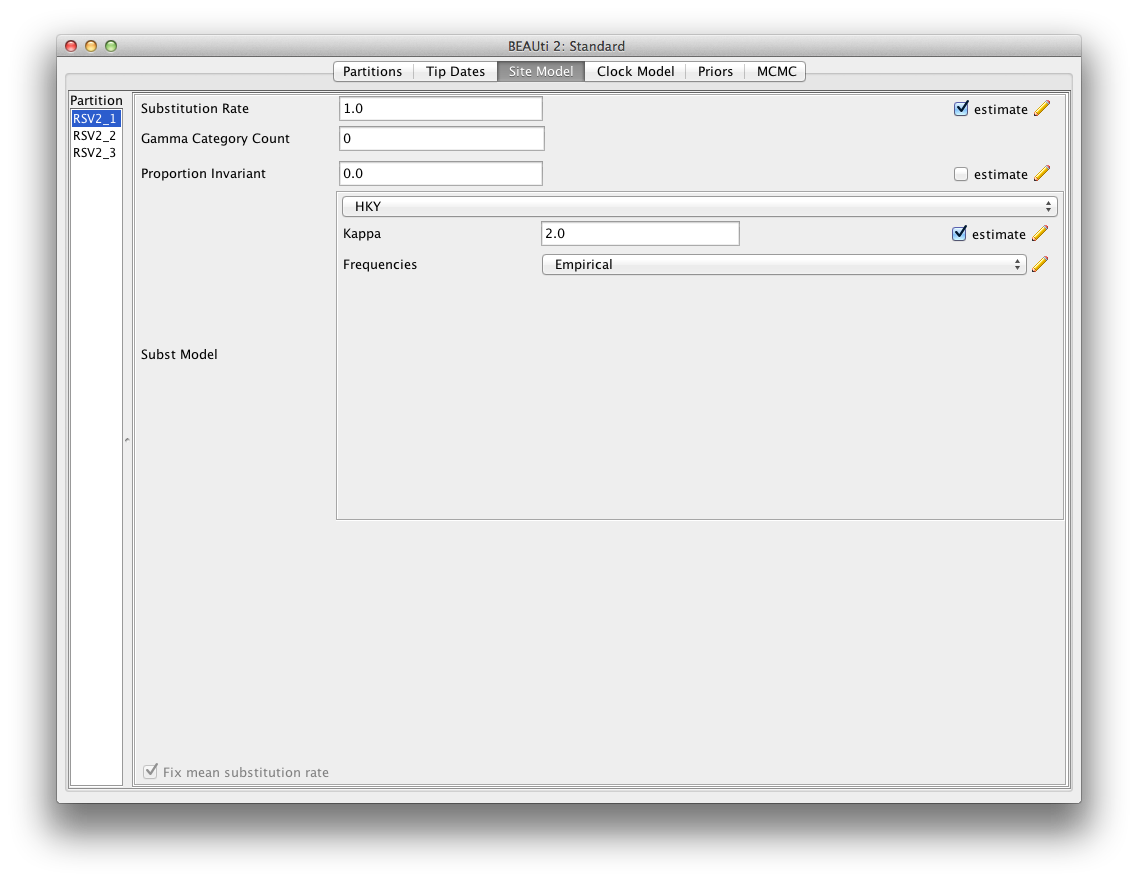 BEAUti 2: Standard
Partitions Tip Dates Site Model Clock Model Priors MCMC
Partition
RSV2_1
RSV2_2
RSV2_3
Substitution Rate 1.0 estimate
Gamma Category Count 0
Proportion Invariant 0.0 estimate
HKY
Kappa 2.0 estimate
Frequencies Empirical
Subst Model
Fix mean substitution rate